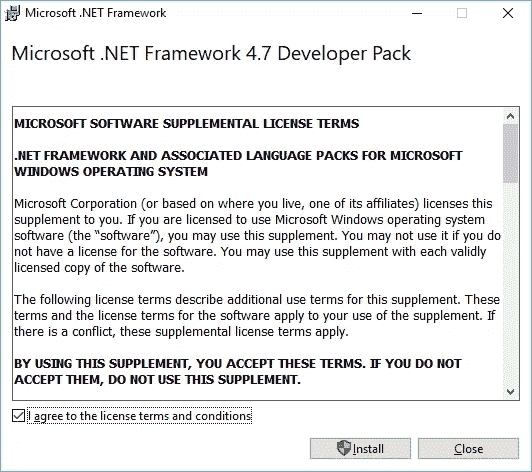 Microsoft .NET Framework
Microsoft .NET Framework 4.7 Developer Pack
MICROSOFT SOFTWARE SUPPLEMENTAL LICENSE TERMS
.NET FRAMEWORK AND ASSOCIATED LANGUAGE PACKS FOR MICROSOFT
WINDOWS OPERATING SYSTEM
Microsoft Corporation (or based on where you live, one of its affiliates) licenses this
supplement to you. If you are licensed to use Microsoft Windows operating system
software (the “software”), you may use this supplement. You may not use it if you do
not have a license for the software. You may use this supplement with each validly
licensed copy of the software.
The following license terms describe additional use terms for this supplement. These
terms and the license terms for the software apply to your use of the supplement. If
there is a conflict, these supplemental license terms apply.
BY USING THIS SUPPLEMENT, YOU ACCEPT THESE TERMS. IF YOU DO NOT
ACCEPT THEM, DO NOT USE THIS SUPPLEMENT.
I agree to the license terms and conditions
Install
Close